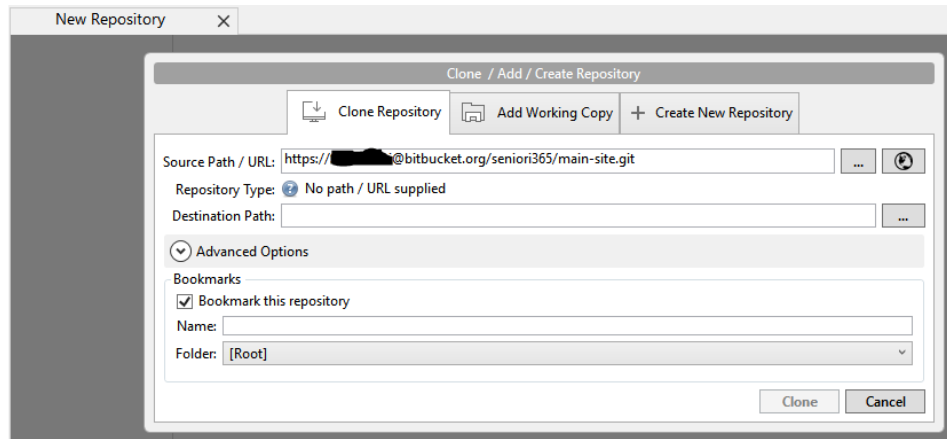 New Repository
Clone / Add / Create Repository
Clone Repository Add Working Copy + Create New Repository
Source Path / URL: https:// @bitbucket.org/seniori365/main-site.git ...
Repository Type: ? No path / URL supplied
Destination Path: ...
Advanced Options
Bookmarks
Bookmark this repository
Name:
Folder: [Root]
Clone Cancel